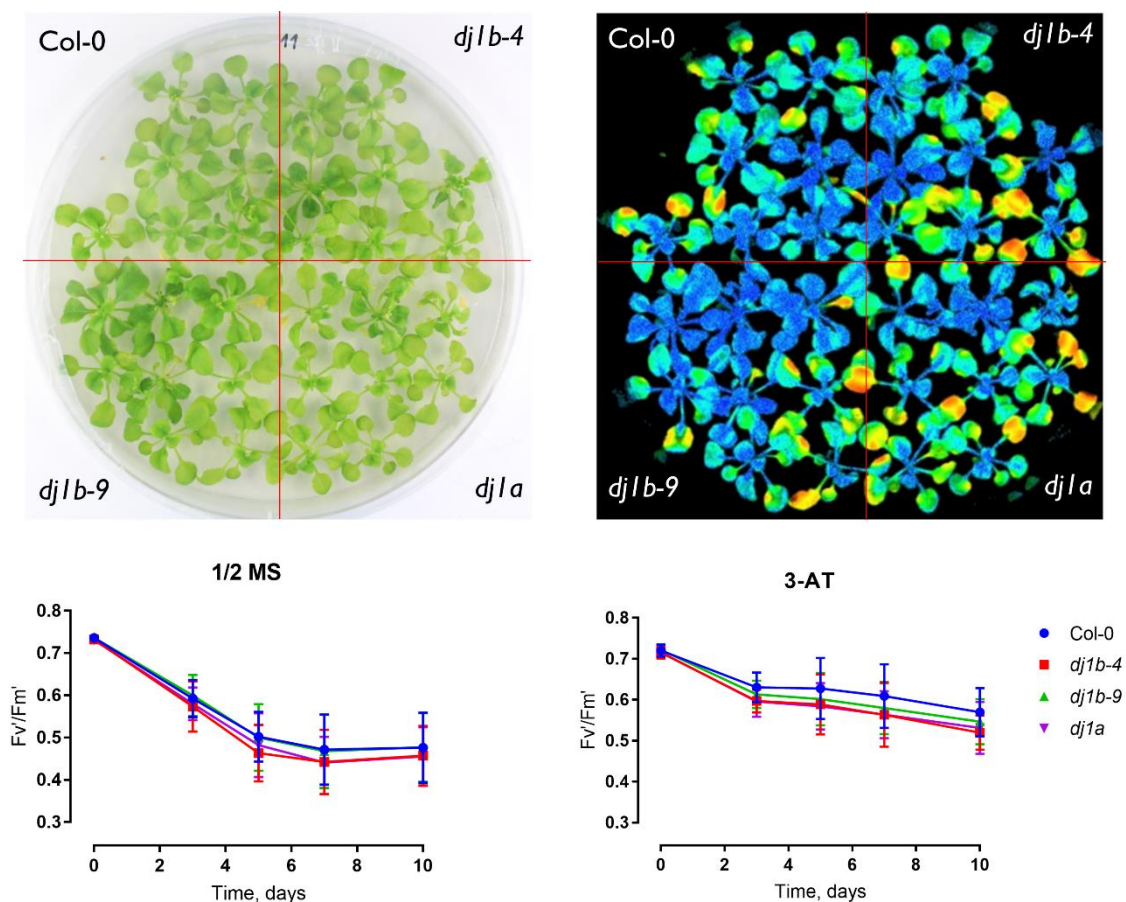 Col-0
11
dj1b-4
dj1b-9
dj1a
Col-0
dj1b-4
dj1b-9
dj1a
1/2 MS
Fv'/Fm'
0.8
0.7
0.6
0.5
0.4
0.3
0 2 4 6 8 10
Time, days
3-AT
Fv'/Fm'
0.8
0.7
0.6
0.5
0.4
0.3
0 2 4 6 8 10
Time, days
Col-0
dj1b-4
dj1b-9
dj1a